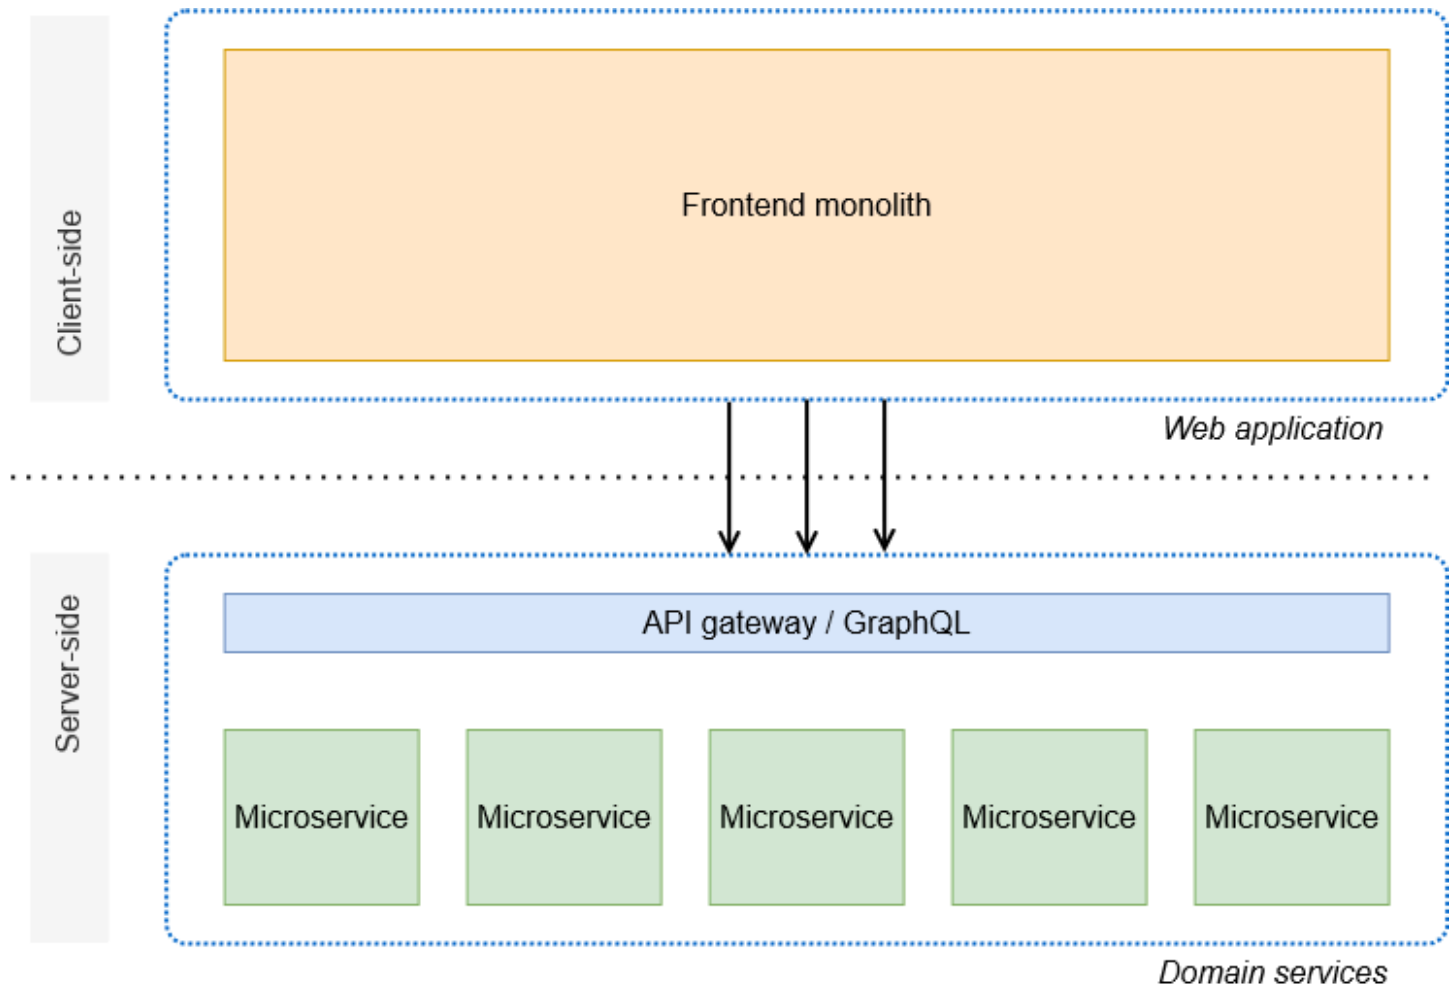 Client-side
Frontend monolith
Web application
Server-side
API gateway / GraphQL
Microservice
Microservice
Microservice
Microservice
Microservice
Domain services